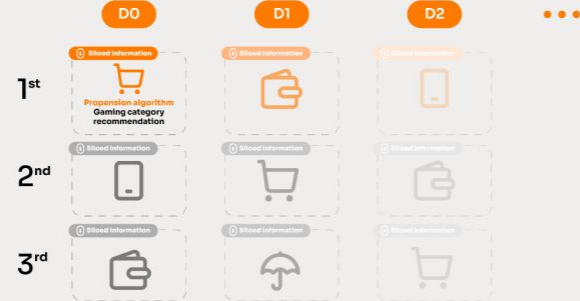 D0 D1 D2
Siloed Information Siloed Information Siloed Information
1st
Propension algorithm
Gaming category
recommendation
Siloed Information Siloed Information Siloed Information
2nd
Siloed Information Siloed Information Siloed Information
3rd